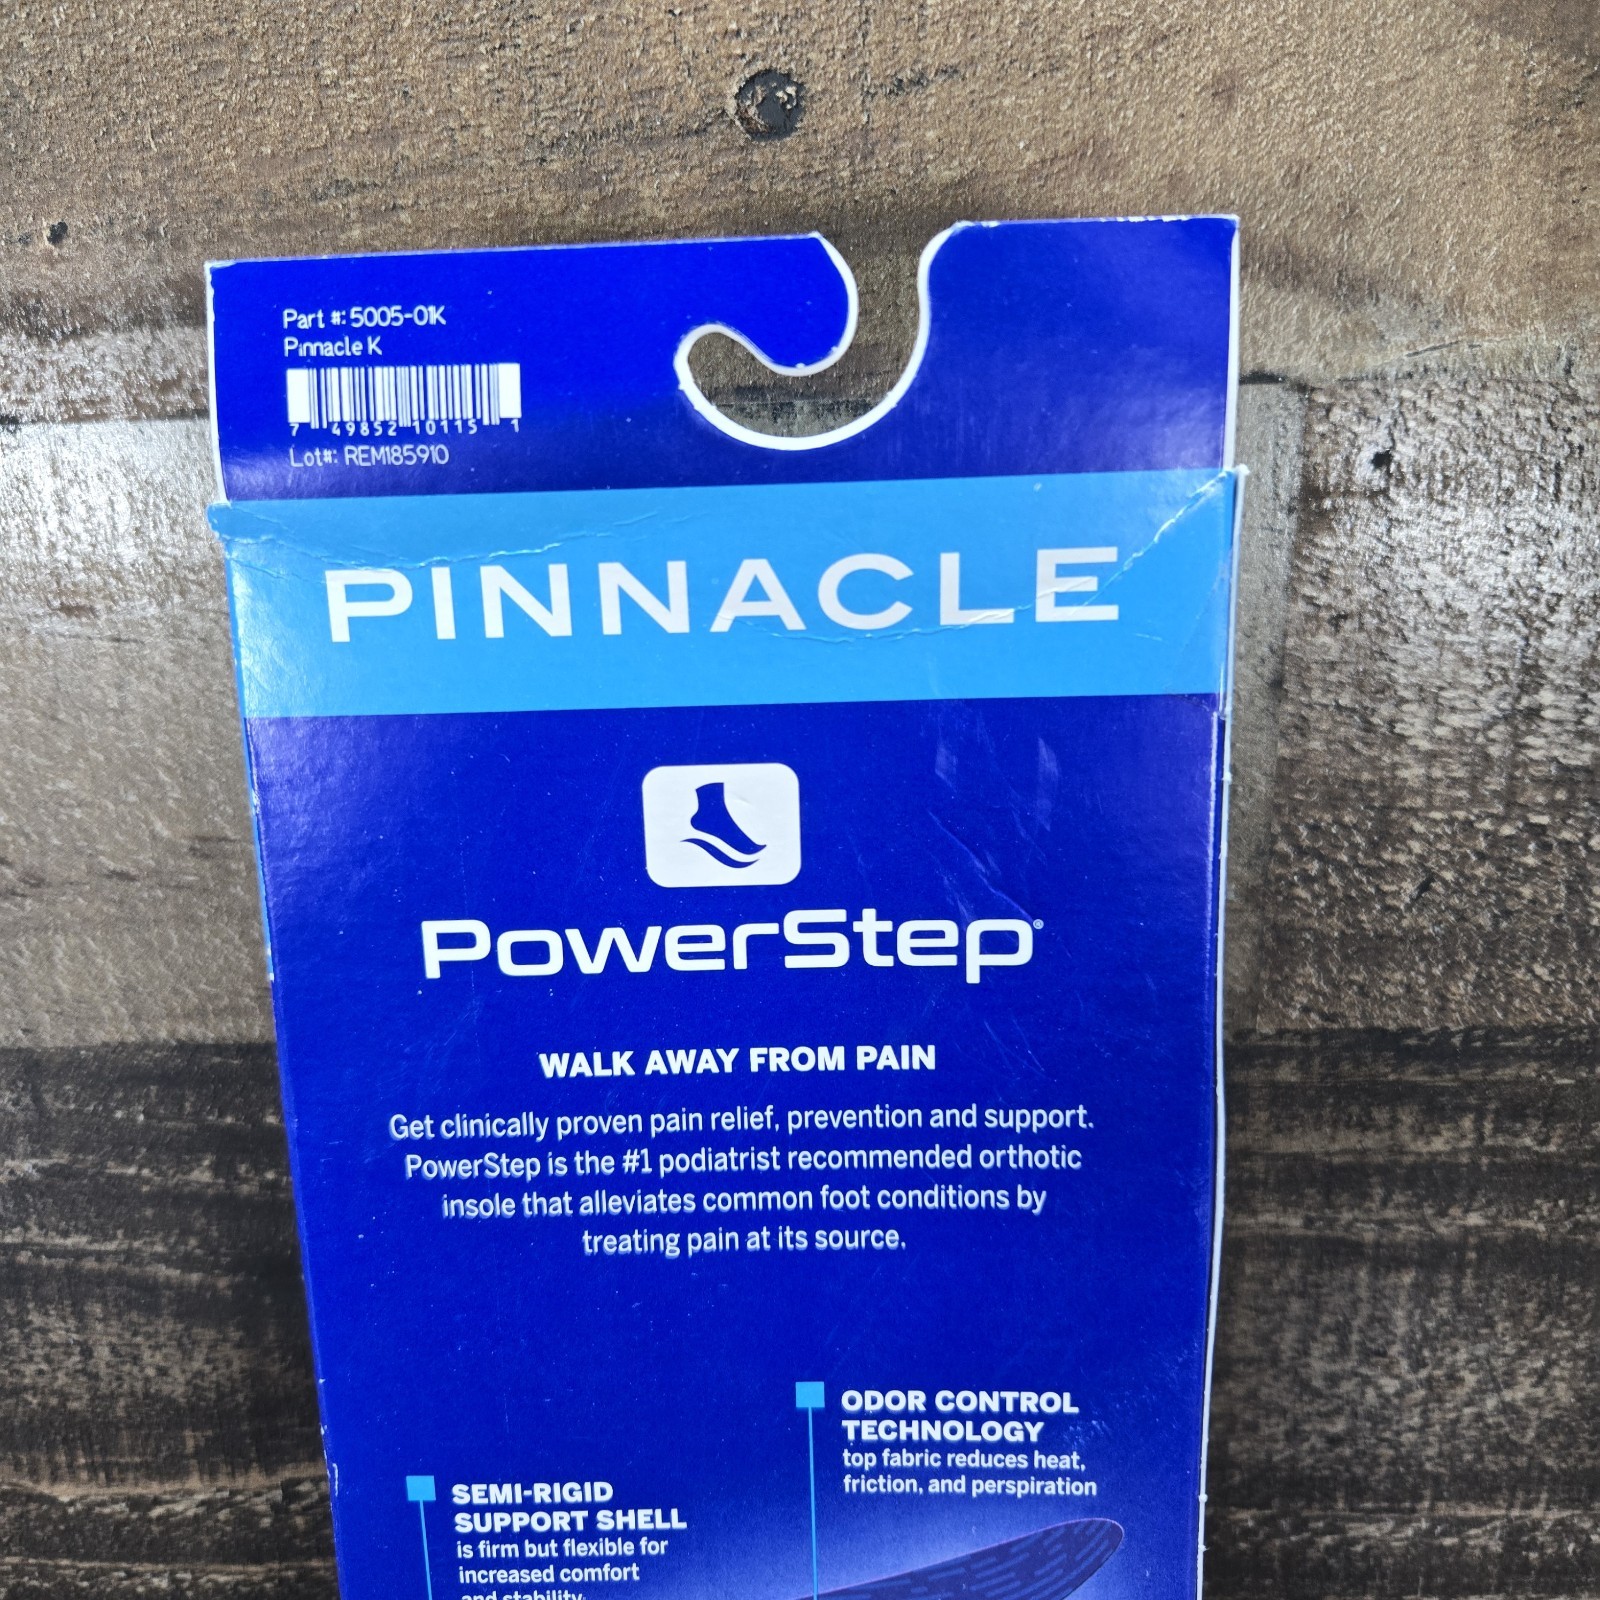 Part #: 5005-01K
Pinnacle K
7 49852 10115 1
Lot#: REM185910
PINNACLE
PowerStep®
WALK AWAY FROM PAIN
Get clinically proven pain relief, prevention and support.
PowerStep is the #1 podiatrist recommended orthotic
insole that alleviates common foot conditions by
treating pain at its source.
ODOR CONTROL
TECHNOLOGY
top fabric reduces heat,
friction, and perspiration
SEMI-RIGID
SUPPORT SHELL
is firm but flexible for
increased comfort
and stability